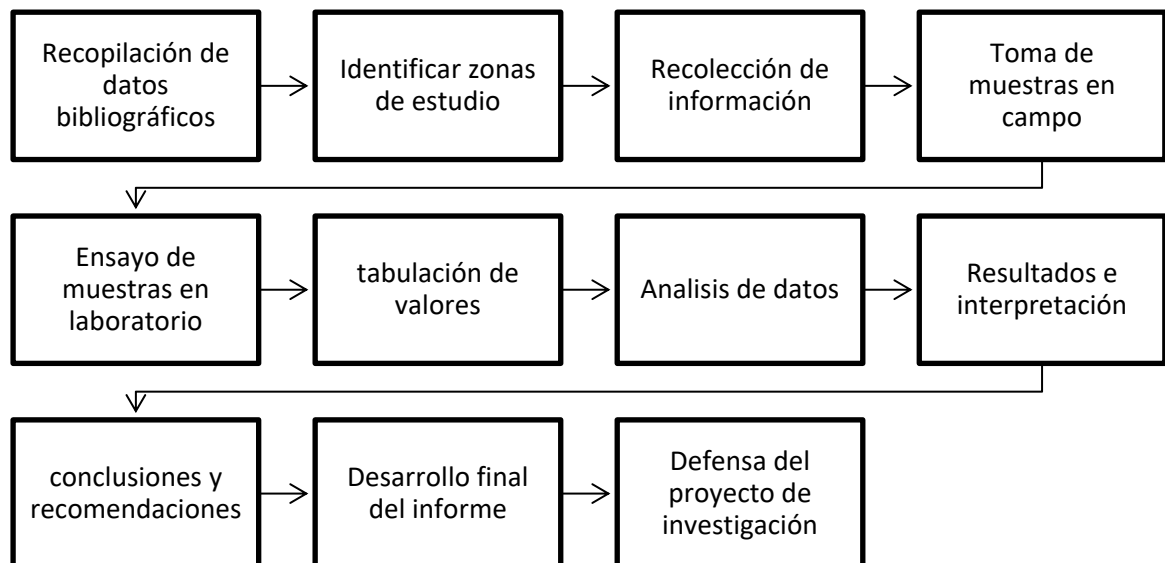 Recopilación de
datos
bibliográficos
Identificar zonas
de estudio
Recolección de
información
Toma de
muestras en
campo
Ensayo de
muestras en
laboratorio
tabulación de
valores
Analisis de datos
Resultados e
interpretación
conclusiones y
recomendaciones
Desarrollo final
del informe
Defensa del
proyecto de
investigación